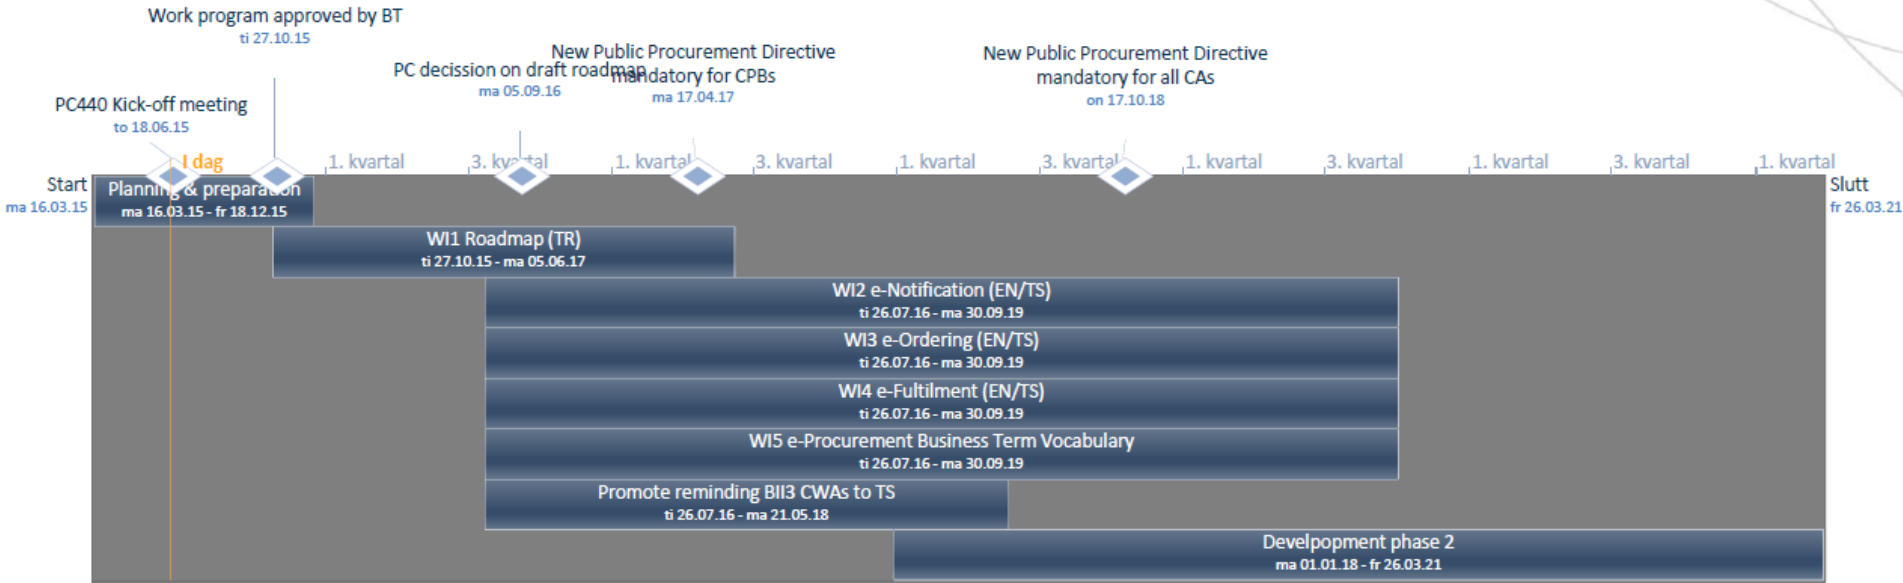 Work program approved by BT
ti 27.10.15
New Public Procurement Directive
mandatory for CPBs
ma 17.04.17
New Public Procurement Directive
mandatory for all CAs
on 17.10.18
PC decission on draft roadmap
ma 05.09.16
PC440 Kick-off meeting
to 18.06.15
I dag
1. kvartal
3. kvartal
1. kvartal
3. kvartal
1. kvartal
3. kvartal
1. kvartal
3. kvartal
1. kvartal
3. kvartal
1. kvartal
Start
ma 16.03.15
Slutt
fr 26.03.21
Planning & preparation
ma 16.03.15 - fr 18.12.15
WI1 Roadmap (TR)
ti 27.10.15 - ma 05.06.17
WI2 e-Notification (EN/TS)
ti 26.07.16 - ma 30.09.19
WI3 e-Ordering (EN/TS)
ti 26.07.16 - ma 30.09.19
WI4 e-Fultilment (EN/TS)
ti 26.07.16 - ma 30.09.19
WI5 e-Procurement Business Term Vocabulary
ti 26.07.16 - ma 30.09.19
Promote reminding BII3 CWAs to TS
ti 26.07.16 - ma 21.05.18
Develpopment phase 2
ma 01.01.18 - fr 26.03.21